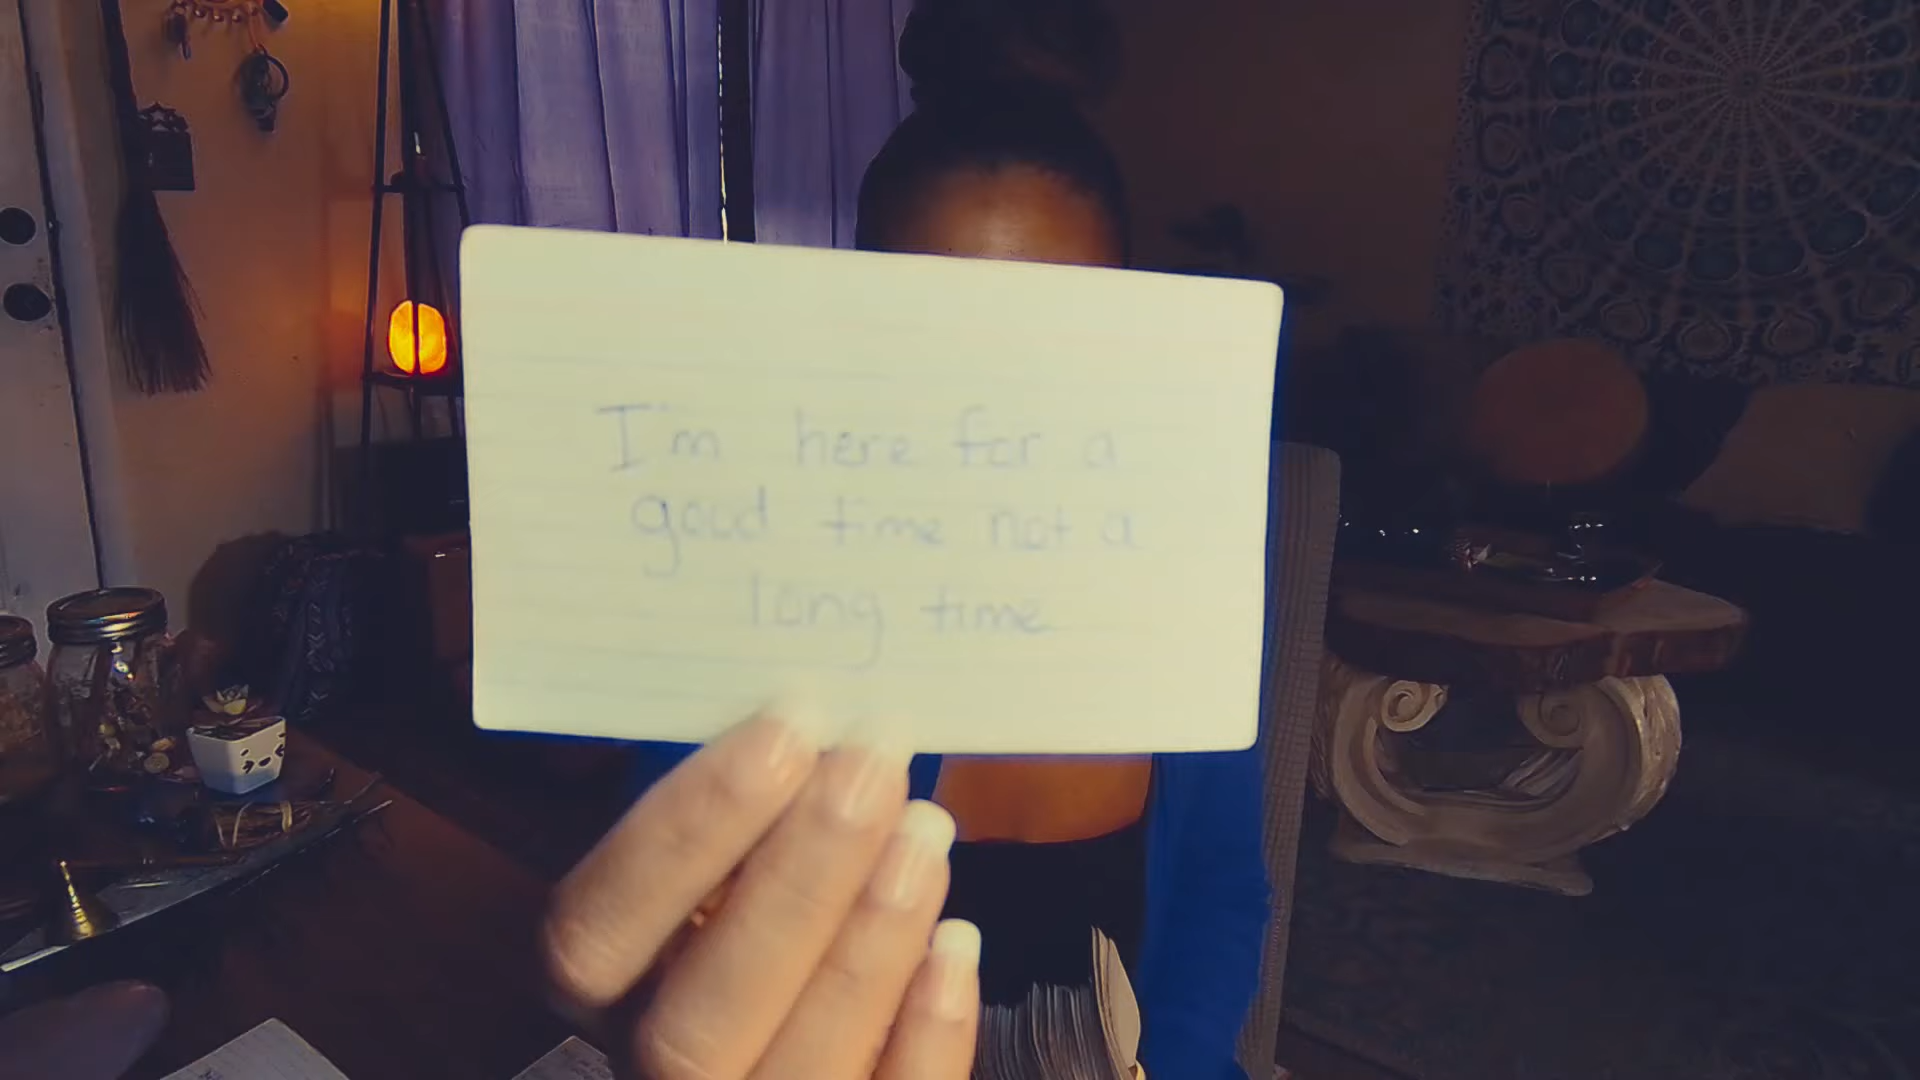 I'm here for a
good time not a
long time